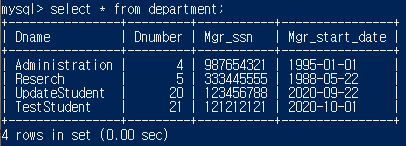 mysql> select * from department;
+----------------+---------+-----------+----------------+
| Dname          | Dnumber | Mgr_ssn   | Mgr_start_date |
+----------------+---------+-----------+----------------+
| Administration |       4 | 987654321 | 1995-01-01     |
| Reserch        |       5 | 333445555 | 1988-05-22     |
| UpdateStudent  |      20 | 123456788 | 2020-09-22     |
| TestStudent    |      21 | 121212121 | 2020-10-01     |
+----------------+---------+-----------+----------------+
4 rows in set (0.00 sec)